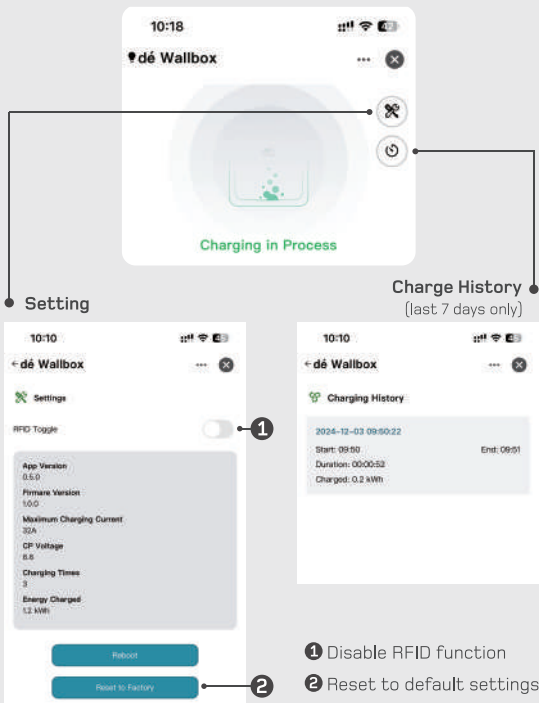 10:18
dé Wallbox
Charging in Process
Setting
Charge History
(last 7 days only)
10:10
dé Wallbox
Settings
RFID Toggle
1
App Version
0.5.0
Firmare Version
1.0.0
Maximum Charging Current
32A
CP Voltage
6.6
Charging Times
3
Energy Charged
1.2 kWh
Reboot
Reset to Factory
2
10:10
dé Wallbox
Charging History
2024-12-03 09:50:22
Start: 09:50 End: 09:51
Duration: 00:00:52
Charged: 0.2 kWh
1 Disable RFID function
2 Reset to default settings